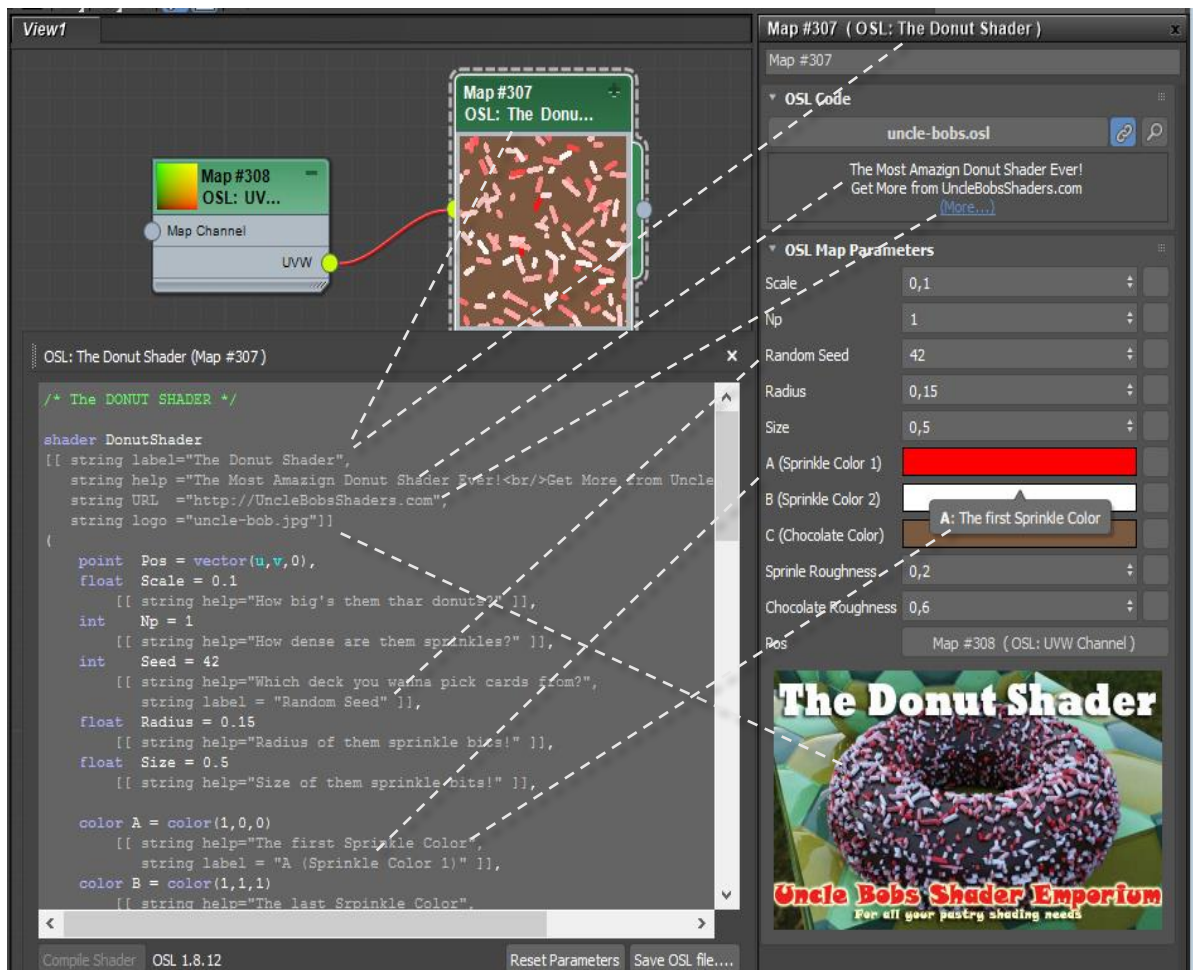 View1
Map #307
OSL: The Donu...
Map #308
OSL: UV...
Map Channel
UVW
OSL: The Donut Shader (Map #307)
/* The DONUT SHADER */
shader DonutShader
[[ string label="The Donut Shader",
string help ="The Most Amazign Donut Shader Ever!<br/>Get More from Uncle
string URL ="http://UncleBobsShaders.com",
string logo ="uncle-bob.jpg"]]
(
point Pos = vector(u,v,0),
float Scale = 0.1
[[ string help="How big's them thar donuts?" ]],
int Np = 1
[[ string help="How dense are them sprinkles?" ]],
int Seed = 42
[[ string help="Which deck you wanna pick cards from?",
string label = "Random Seed" ]],
float Radius = 0.15
[[ string help="Radius of them sprinkle bits!" ]],
float Size = 0.5
[[ string help="Size of them sprinkle bits!" ]],
color A = color(1,0,0)
[[ string help="The first Sprinkle Color",
string label = "A (Sprinkle Color 1)" ]],
color B = color(1,1,1)
[[ string help="The last Srpinkle Color",
Compile Shader OSL 1.8.12 Reset Parameters Save OSL file....
Map #307 ( OSL: The Donut Shader )
Map #307
OSL Code
uncle-bobs.osl
The Most Amazign Donut Shader Ever!
Get More from UncleBobsShaders.com
(More...)
OSL Map Parameters
Scale 0,1
Np 1
Random Seed 42
Radius 0,15
Size 0,5
A (Sprinkle Color 1)
B (Sprinkle Color 2)
A: The first Sprinkle Color
C (Chocolate Color)
Sprinle Roughness 0,2
Chocolate Roughness 0,6
Pos Map #308 ( OSL: UVW Channel )
The Donut Shader
Uncle Bobs Shader Emporium
For all your pastry shading needs